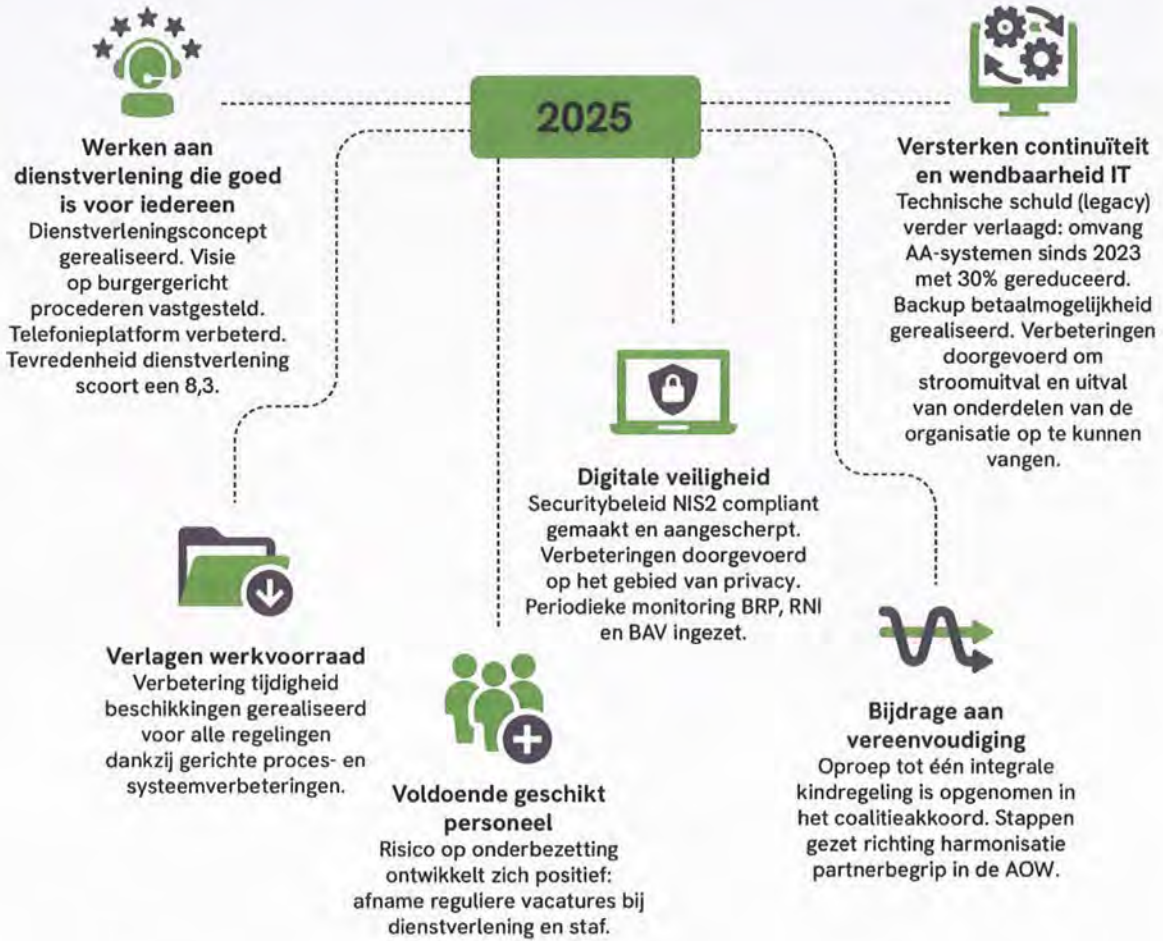 2025
Werken aan
dienstverlening die goed
is voor iedereen
Dienstverleningsconcept
gerealiseerd. Visie
op burgergericht
procederen vastgesteld.
Telefonieplatform verbeterd.
Tevredenheid dienstverlening
scoort een 8,3.
Versterken continuïteit
en wendbaarheid IT
Technische schuld (legacy)
verder verlaagd: omvang
AA-systemen sinds 2023
met 30% gereduceerd.
Backup betaalmogelijkheid
gerealiseerd. Verbeteringen
doorgevoerd om
stroomuitval en uitval
van onderdelen van de
organisatie op te kunnen
vangen.
Digitale veiligheid
Securitybeleid NIS2 compliant
gemaakt en aangescherpt.
Verbeteringen doorgevoerd
op het gebied van privacy.
Periodieke monitoring BRP, RNI
en BAV ingezet.
Verlagen werkvoorraad
Verbetering tijdigheid
beschikkingen gerealiseerd
voor alle regelingen
dankzij gerichte proces- en
systeemverbeteringen.
Voldoende geschikt
personeel
Risico op onderbezetting
ontwikkelt zich positief:
afname reguliere vacatures bij
dienstverlening en staf.
Bijdrage aan
vereenvoudiging
Oproep tot één integrale
kindregeling is opgenomen in
het coalitieakkoord. Stappen
gezet richting harmonisatie
partnerbegrip in de AOW.